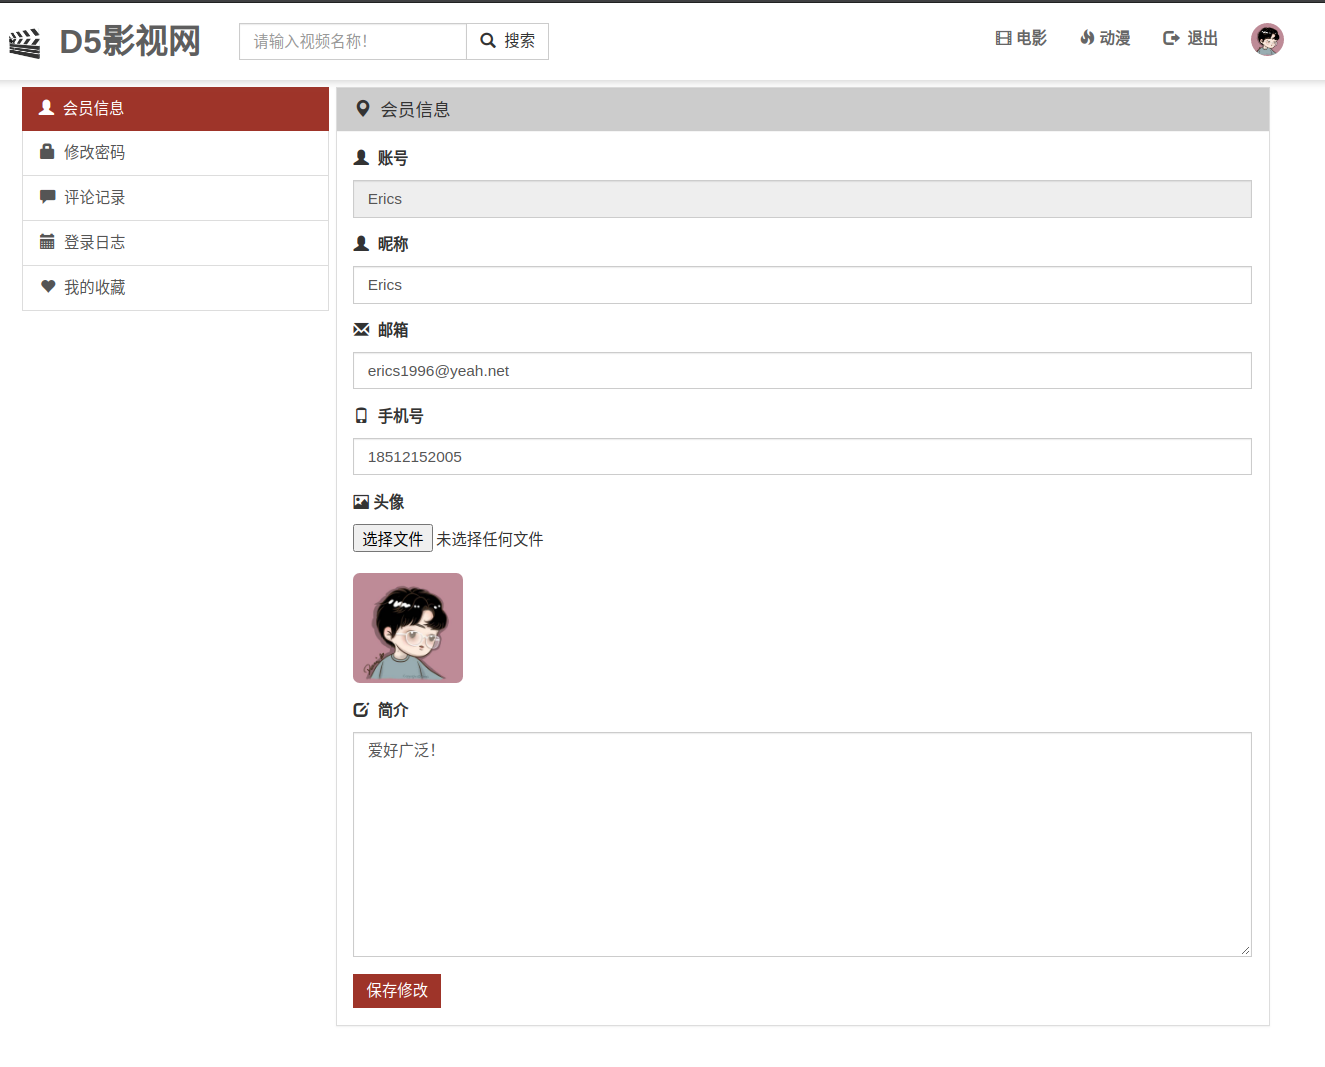 D5影视网
请输入视频名称！
搜索
电影
动漫
退出
会员信息
修改密码
评论记录
登录日志
我的收藏
会员信息
账号
Erics
昵称
Erics
邮箱
erics1996@yeah.net
手机号
18512152005
头像
选择文件 未选择任何文件
简介
爱好广泛！
保存修改